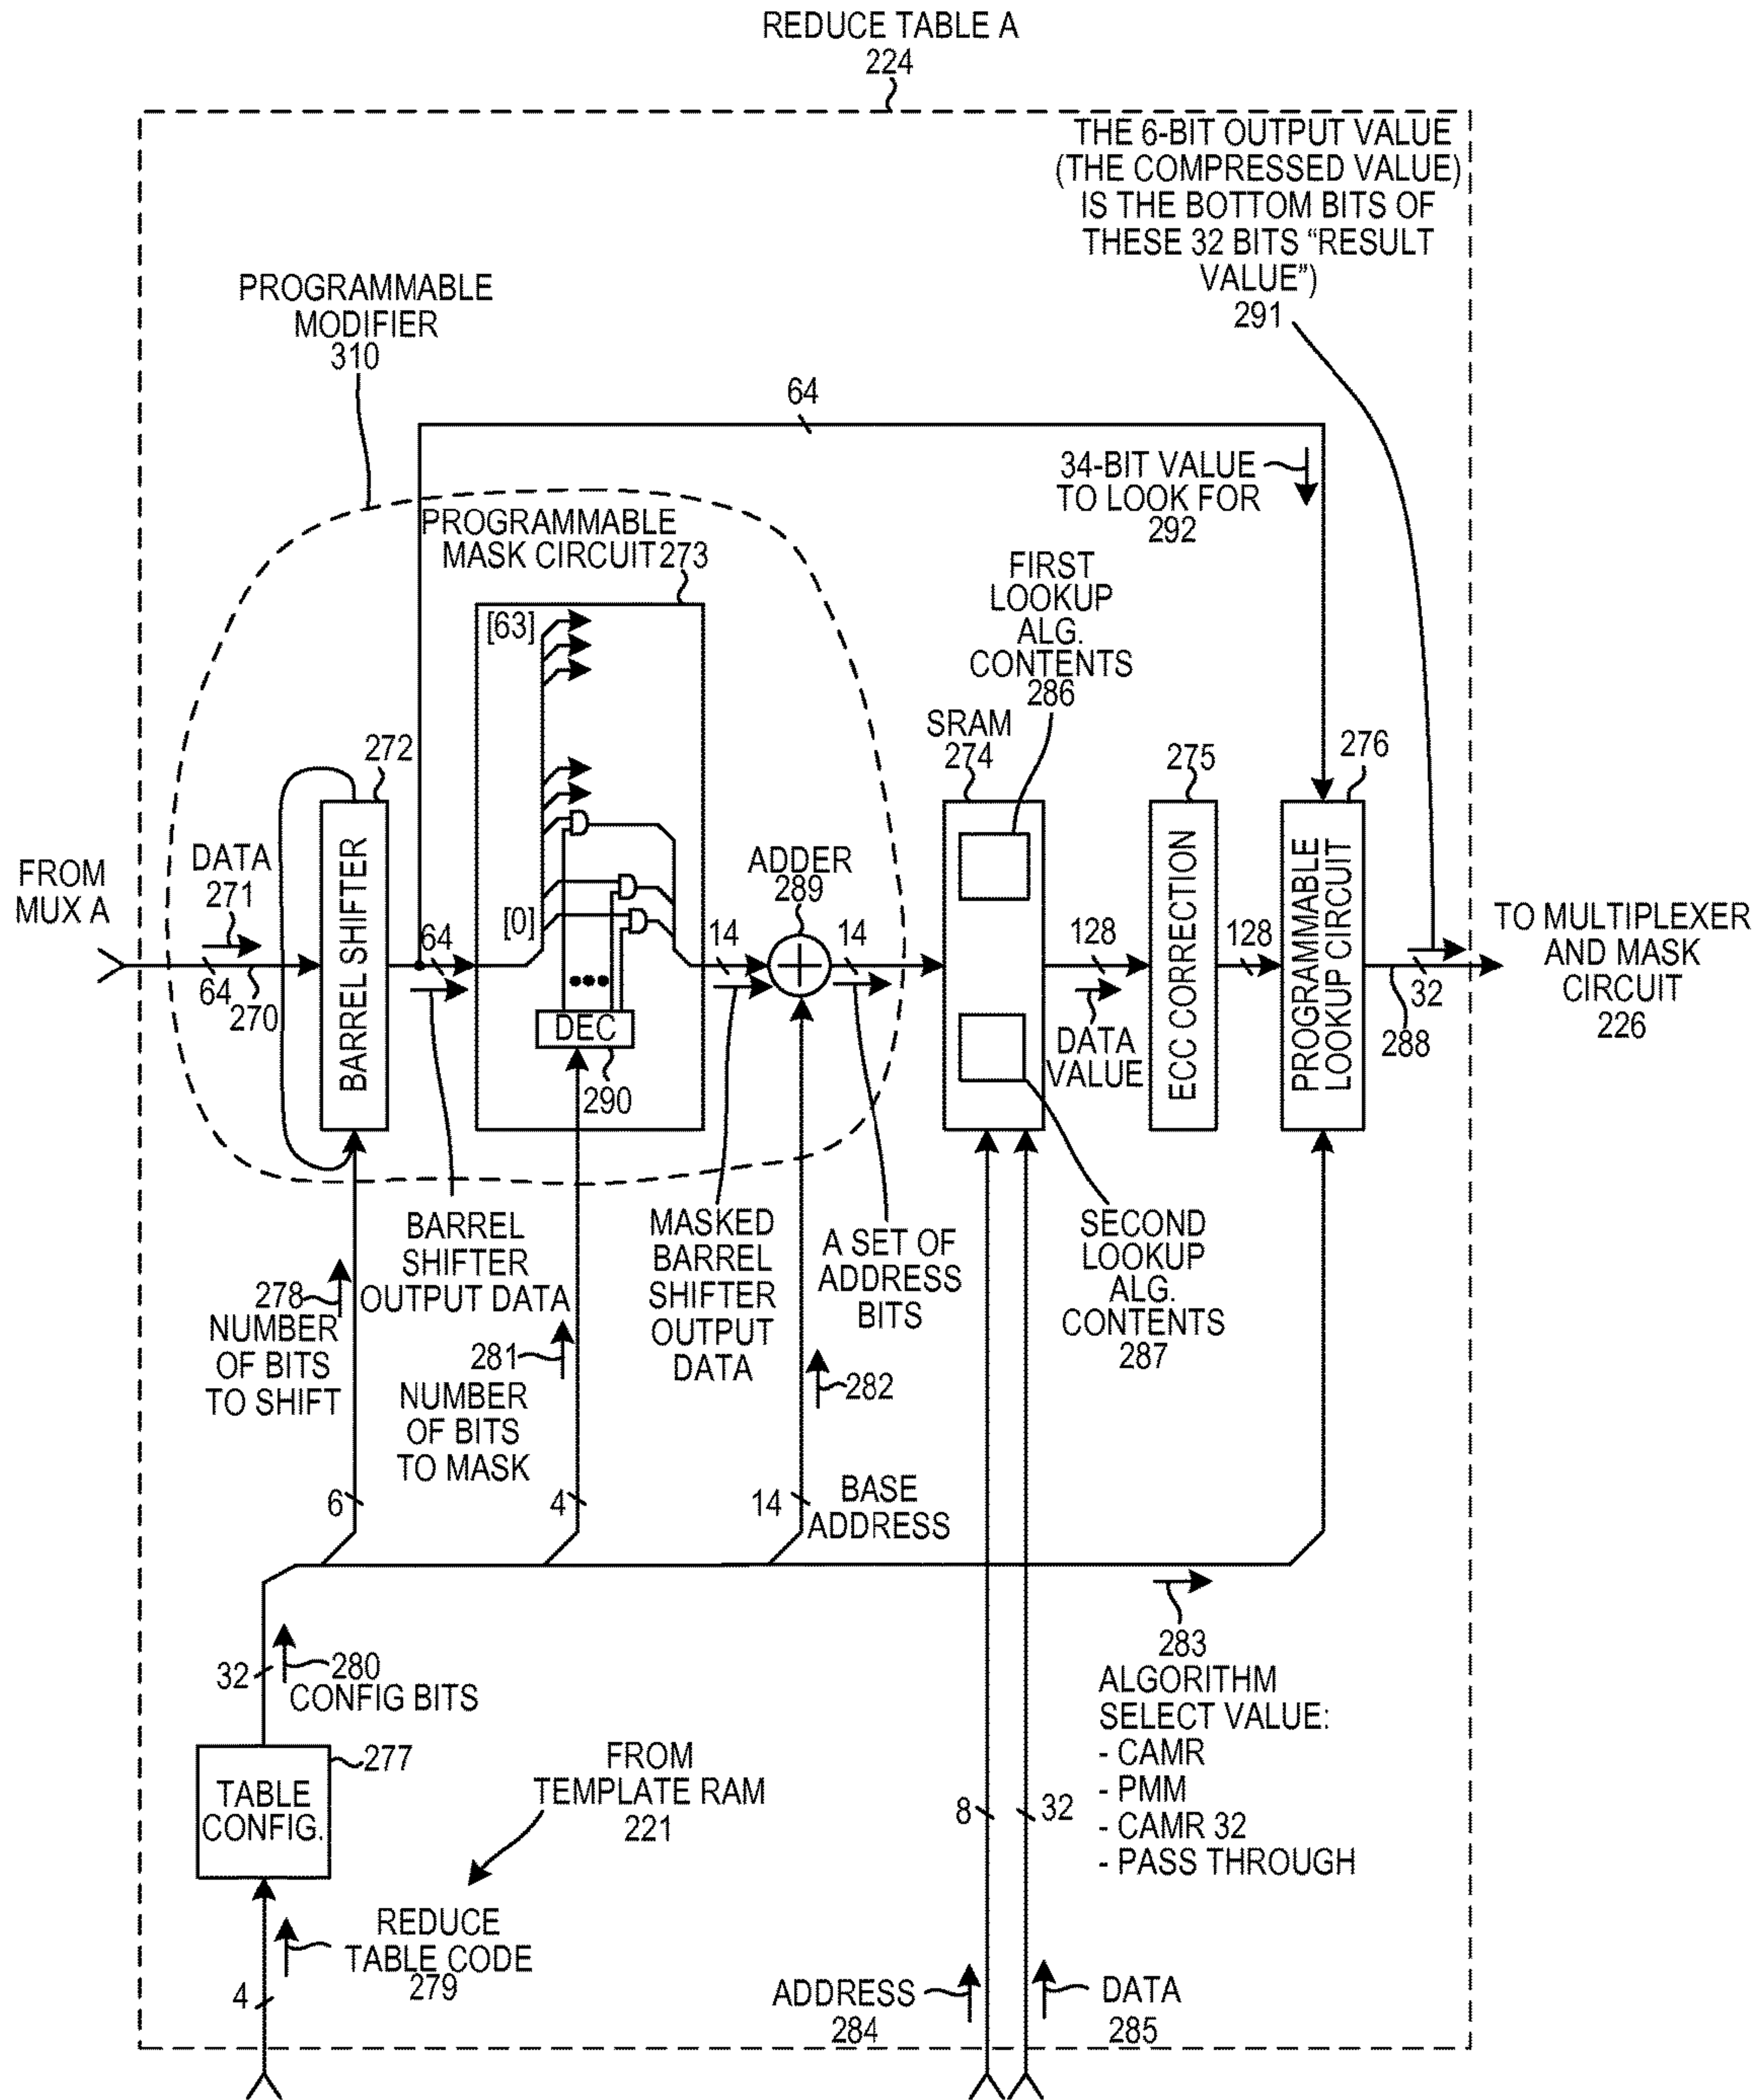 REDUCE TABLE A
224
THE 6-BIT OUTPUT VALUE
(THE COMPRESSED VALUE)
IS THE BOTTOM BITS OF
THESE 32 BITS “RESULT
VALUE”)
291
PROGRAMMABLE
MODIFIER
310
64
34-BIT VALUE
TO LOOK FOR
292
PROGRAMMABLE
MASK CIRCUIT 273
FIRST
LOOKUP
ALG.
CONTENTS
286
[63]
SRAM
274
272
275
276
FROM
MUX A
DATA
271
64
270
BARREL SHIFTER
64
[0]
DEC
290
14
ADDER
289
14
128
DATA
VALUE
ECC CORRECTION
128
PROGRAMMABLE
LOOKUP CIRCUIT
32
288
TO MULTIPLEXER
AND MASK
CIRCUIT
226
BARREL
SHIFTER
OUTPUT DATA
MASKED
BARREL
SHIFTER
OUTPUT
DATA
A SET OF
ADDRESS
BITS
SECOND
LOOKUP
ALG.
CONTENTS
287
278
NUMBER
OF BITS
TO SHIFT
281
NUMBER
OF BITS
TO MASK
282
6
4
14
BASE
ADDRESS
283
ALGORITHM
SELECT VALUE:
- CAMR
- PMM
- CAMR 32
- PASS THROUGH
32
280
CONFIG BITS
TABLE
CONFIG.
277
FROM
TEMPLATE RAM
221
8
32
REDUCE
TABLE CODE
279
4
ADDRESS
284
DATA
285